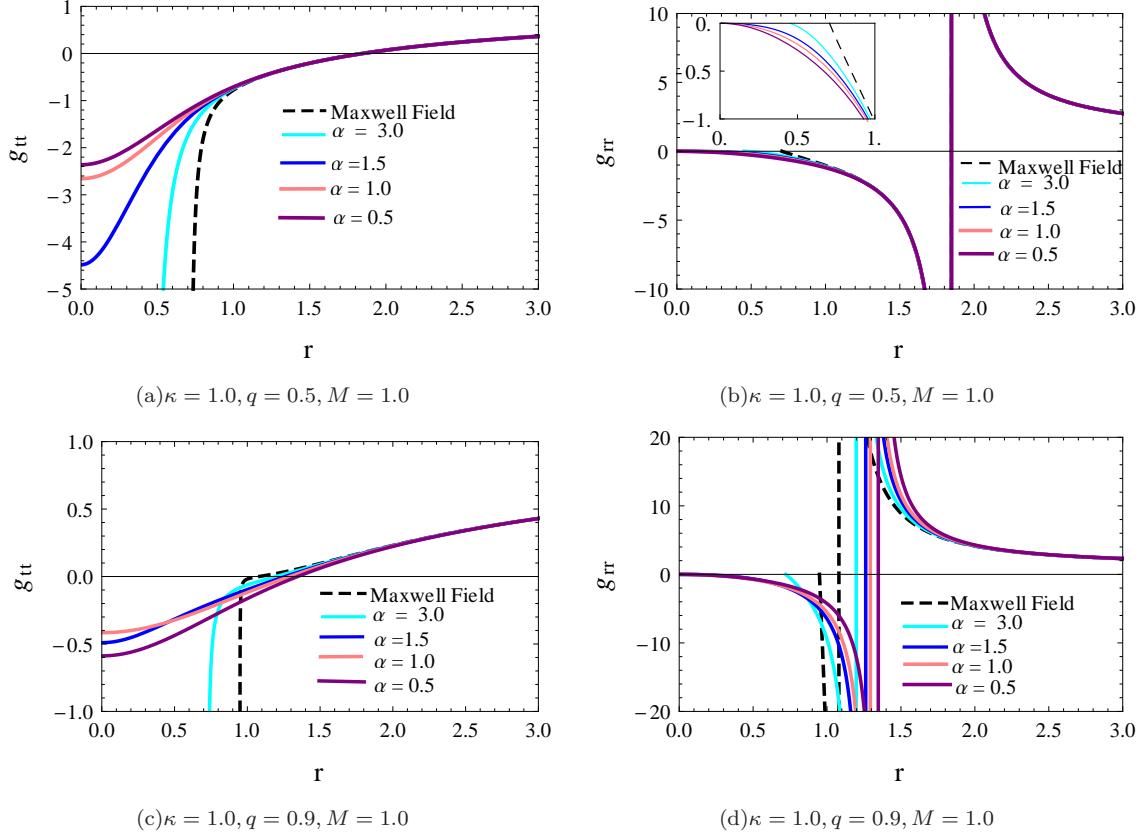 1
0
−1
−2
−3
−4
−5
g tt
0.0 0.5 1.0 1.5 2.0 2.5 3.0
r
Maxwell Field
α = 3.0
α = 1.5
α = 1.0
α = 0.5
(a)κ = 1.0, q = 0.5, M = 1.0
10
5
0
−5
−10
g rr
0.0 0.5 1.0 1.5 2.0 2.5 3.0
r
0.
−0.5
−1.
0. 0.5 1.
Maxwell Field
α = 3.0
α =1.5
α = 1.0
α = 0.5
(b)κ = 1.0, q = 0.5, M = 1.0
1.0
0.5
0.0
−0.5
−1.0
g tt
0.0 0.5 1.0 1.5 2.0 2.5 3.0
r
Maxwell Field
α = 3.0
α =1.5
α = 1.0
α = 0.5
(c)κ = 1.0, q = 0.9, M = 1.0
20
10
0
−10
−20
g rr
0.0 0.5 1.0 1.5 2.0 2.5 3.0
r
Maxwell Field
α = 3.0
α =1.5
α = 1.0
α = 0.5
(d)κ = 1.0, q = 0.9, M = 1.0